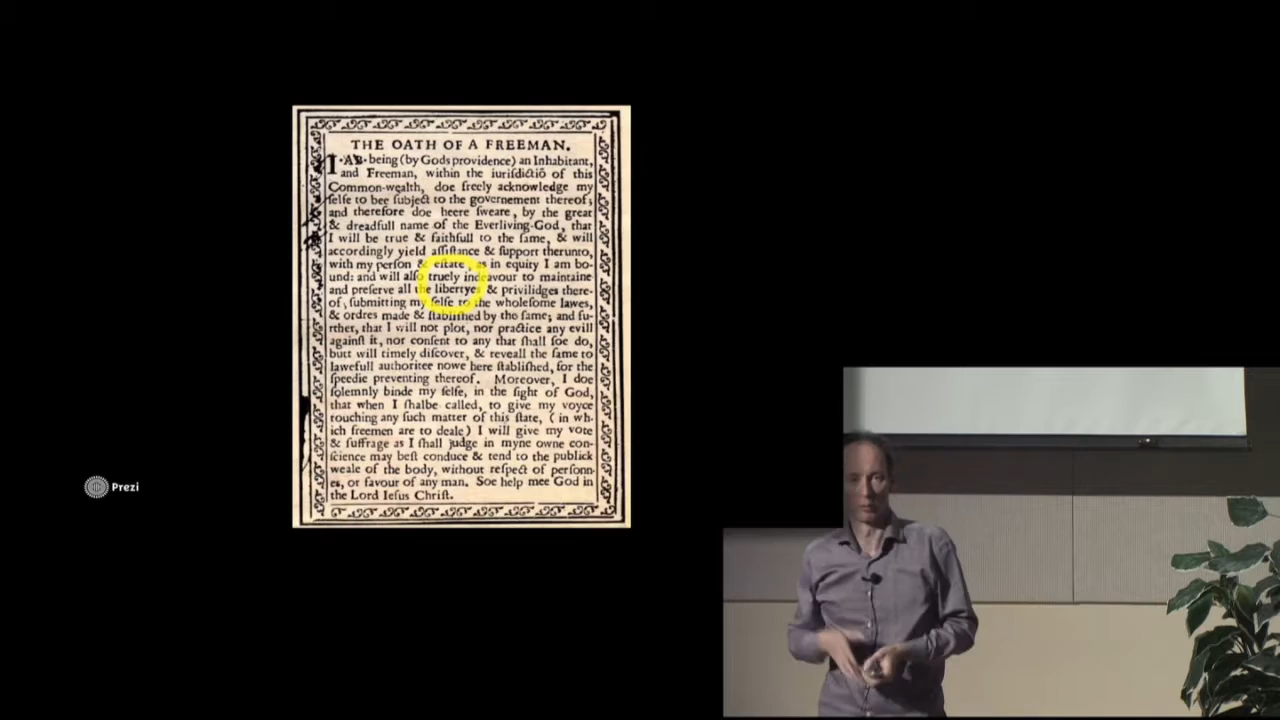 THE OATH OF A FREEMAN.
I·AB· being (by Gods providence) an Inhabitant,
and Freeman, within the iurisdictiō of this
Common-wealth, doe freely acknowledge my
ſelfe to bee ſubject to the governement thereof;
and therefore doe heere ſweare, by the great
& dreadfull name of the Everliving-God, that
I will be true & faithfull to the ſame, & will
accordingly yield aſſiſtance & ſupport therunto,
with my perſon & eſtate, as in equity I am bo-
und: and will alſo truely indeavour to maintaine
and preſerve all the libertyes & privilidges there-
of, ſubmitting my ſelfe to the wholeſome lawes,
& ordres made & ſtabliſhed by the ſame; and fu-
rther, that I will not plot, nor practice any evill
againſt it, nor conſent to any that ſhall ſoe do,
butt will timely diſcover, & reveall the ſame to
lawefull authoritee nowe here ſtabliſhed, for the
ſpeedie preventing thereof. Moreover, I doe
ſolemnly binde my ſelfe, in the ſight of God,
that when I ſhalbe called, to give my voyce
touching any ſuch matter of this ſtate, (in wh-
ich freemen are to deale) I will give my vote
& ſuffrage as I ſhall judge in myne owne con-
ſcience may beſt conduce & tend to the publick
weale of the body, without reſpect of perſonn-
es, or favour of any man. Soe help mee God in
the Lord Ieſus Chriſt.
Prezi